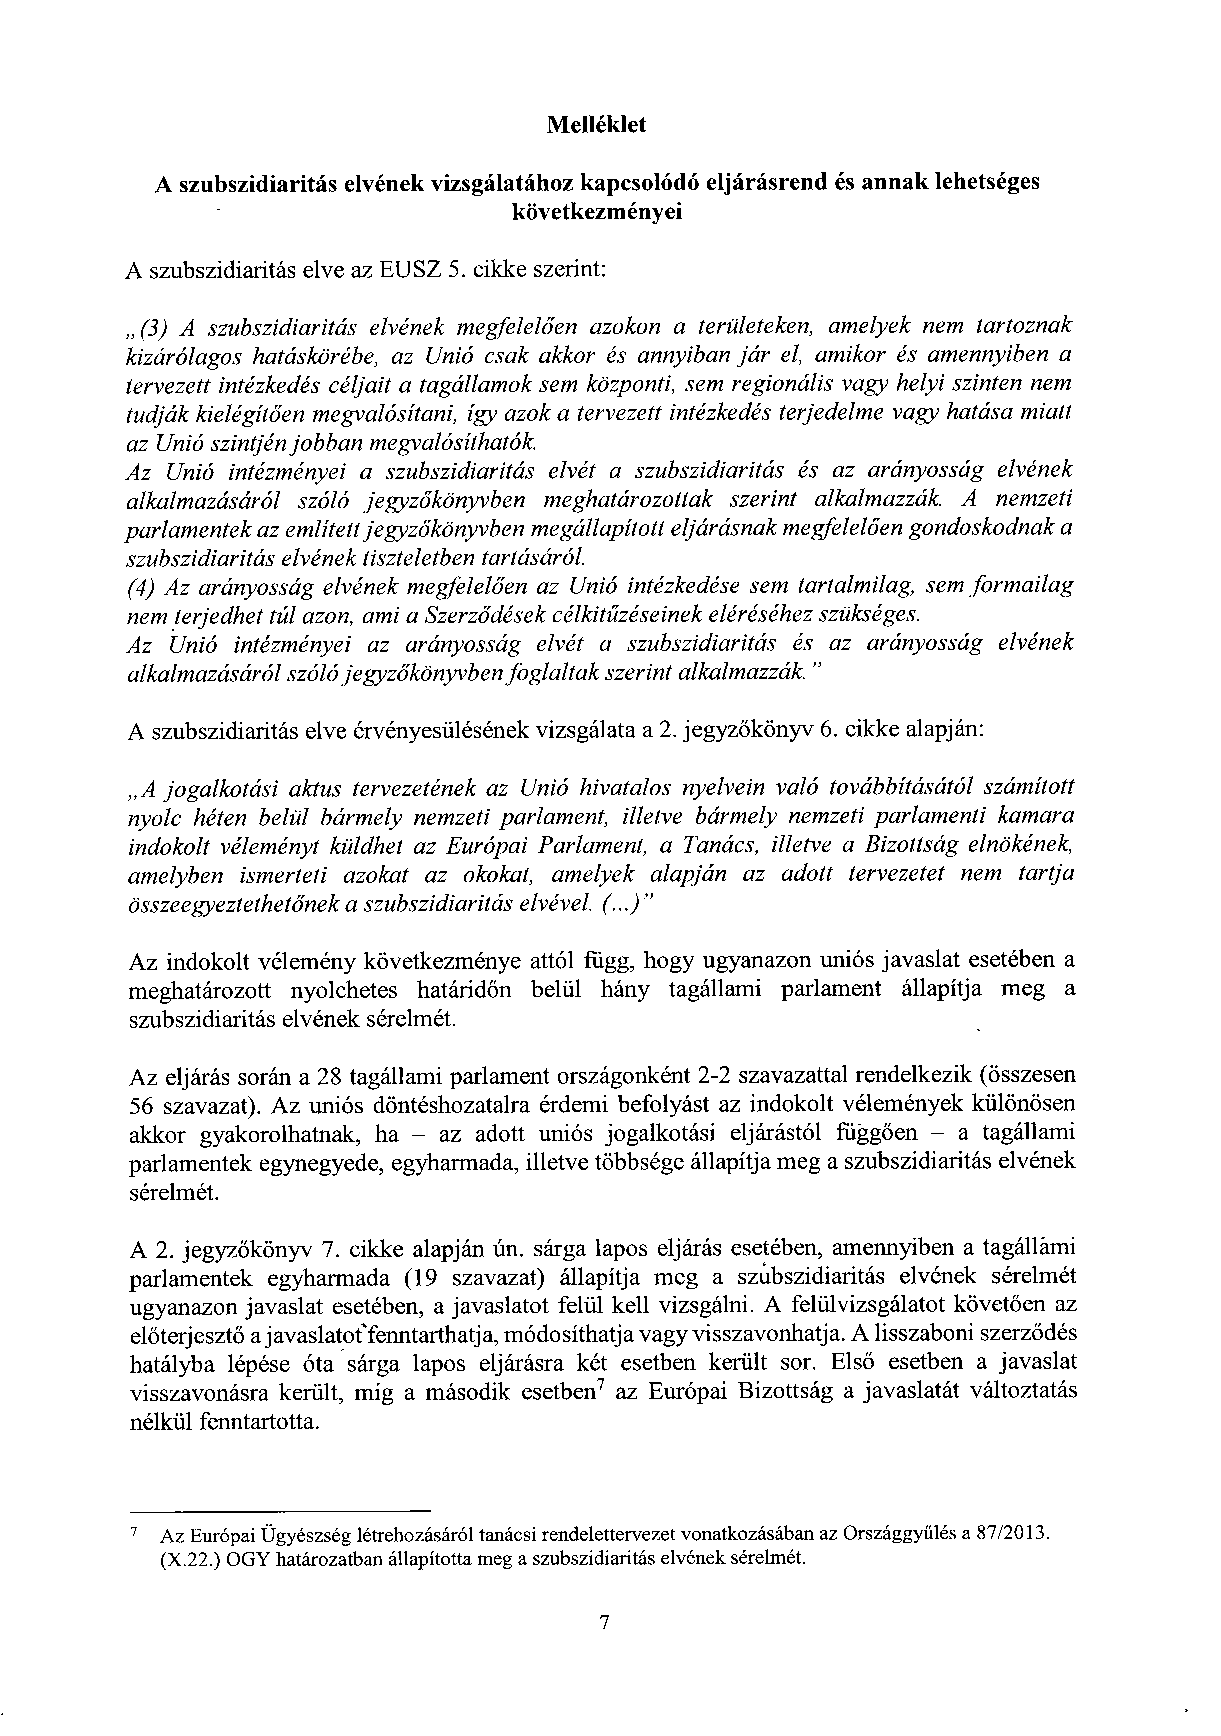 Melléklet
A szubszidiaritás elvének vizsgálatához kapcsolódó eljárásrend és annak lehetséges
következményei
A szubszidiaritás elve az EUSZ 5. cikke szerint:
„(3) A szubszidiaritás elvének megfelelően azokon a területeken, amelyek nem tartoznak
kizárólagos hatáskörébe, az Unió csak akkor és annyiban jár el, amikor és amennyiben a
tervezett intézkedés céljait a tagállamok sem központi, sem regionális vagy helyi szinten nem
tudják kielégítően megvalósítani, így azok a tervezett intézkedés terjedelme vagy hatása miatt
az Unió szintjén jobban megvalósíthatók.
Az Unió intézményei a szubszidiaritás elvét a szubszidiaritás és az arányosság elvének
alkalmazásáról szóló jegyzőkönyvben meghatározottak szerint alkalmazzák. A nemzeti
parlamentek az említett jegyzőkönyvben megállapított eljárásnak megfelelően gondoskodnak a
szubszidiaritás elvének tiszteletben tartásáról.
(4) Az arányosság elvének megfelelően az Unió intézkedése sem tartalmilag, sem formailag
nem terjedhet túl azon, ami a Szerződések célkitűzéseinek eléréséhez szükséges.
Az Unió intézményei az arányosság elvét a szubszidiaritás és az arányosság elvének
alkalmazásáról szóló jegyzőkönyvben foglaltak szerint alkalmazzák.”
A szubszidiaritás elve érvényesülésének vizsgálata a 2. jegyzőkönyv 6. cikke alapján:
„A jogalkotási aktus tervezetének az Unió hivatalos nyelvein való továbbításától számított
nyolc héten belül bármely nemzeti parlament, illetve bármely nemzeti parlamenti kamara
indokolt véleményt küldhet az Európai Parlament, a Tanács, illetve a Bizottság elnökének,
amelyben ismerteti azokat az okokat, amelyek alapján az adott tervezetet nem tartja
összeegyeztethetőnek a szubszidiaritás elvével. (...)”
Az indokolt vélemény következménye attól függ, hogy ugyanazon uniós javaslat esetében a
meghatározott nyolchetes határidőn belül hány tagállami parlament állapítja meg a
szubszidiaritás elvének sérelmét.
Az eljárás során a 28 tagállami parlament országonként 2-2 szavazattal rendelkezik (összesen
56 szavazat). Az uniós döntéshozatalra érdemi befolyást az indokolt vélemények különösen
akkor gyakorolhatnak, ha – az adott uniós jogalkotási eljárástól függően – a tagállami
parlamentek egynegyede, egyharmada, illetve többsége állapítja meg a szubszidiaritás elvének
sérelmét.
A 2. jegyzőkönyv 7. cikke alapján ún. sárga lapos eljárás esetében, amennyiben a tagállami
parlamentek egyharmada (19 szavazat) állapítja meg a szubszidiaritás elvének sérelmét
ugyanazon javaslat esetében, a javaslatot felül kell vizsgálni. A felülvizsgálatot követően az
előterjesztő a javaslatot fenntarthatja, módosíthatja vagy visszavonhatja. A lisszaboni szerződés
hatályba lépése óta sárga lapos eljárásra két esetben került sor. Első esetben a javaslat
visszavonásra került, míg a második esetben⁷ az Európai Bizottság a javaslatát változtatás
nélkül fenntartotta.
⁷ Az Európai Ügyészség létrehozásáról tanácsi rendelettervezet vonatkozásában az Országgyűlés a 87/2013.
(X.22.) OGY határozatban állapította meg a szubszidiaritás elvének sérelmét.
7